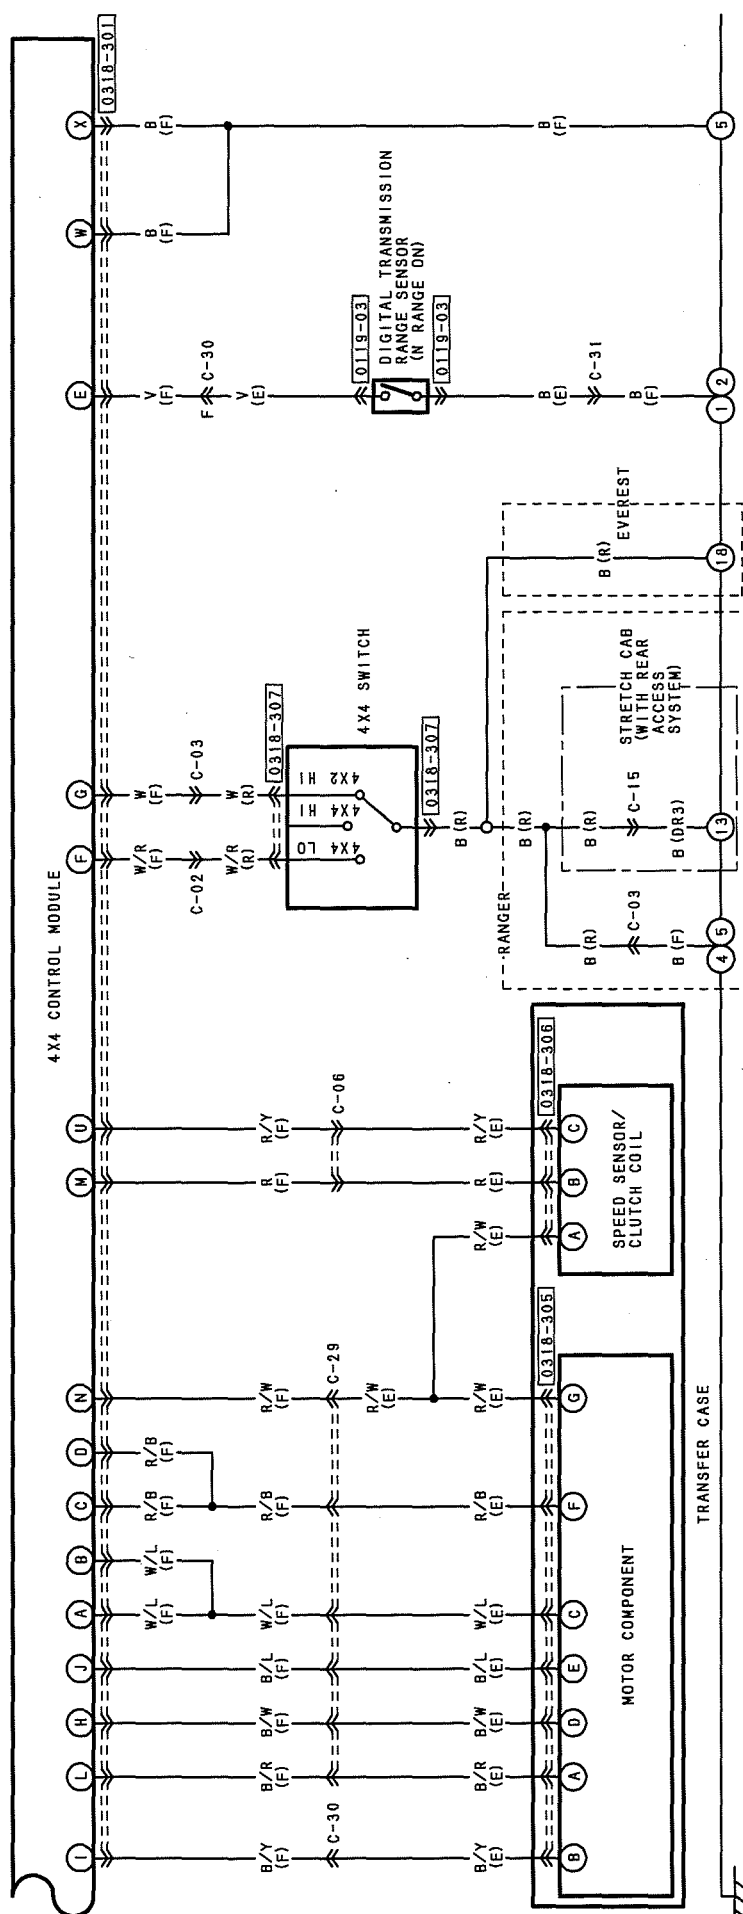 4X4 CONTROL MODULE
0318-301
I
L
H
J
A
B
C
D
N
M
U
F
G
E
W
X
B/Y
(F)
B/R
(F)
B/W
(F)
B/L
(F)
W/L
(F)
W/L
(F)
W/L
(F)
R/B
(F)
R/B
(F)
R/B
(F)
R/W
(F)
R
(F)
R/Y
(F)
W/R
(F)
W
(F)
V
(F)
B
(F)
B
(F)
C-30
C-29
C-06
C-02
C-03
F
C-30
R/W
(E)
W/R
(R)
W
(R)
V
(E)
B
(F)
B/Y
(E)
B/R
(E)
B/W
(E)
B/L
(E)
W/L
(E)
R/B
(E)
R/W
(E)
R/W
(E)
R
(E)
R/Y
(E)
0318-307
4X4 LO
4X4 HI
4X2 HI
4X4 SWITCH
0318-307
0119-03
DIGITAL TRANSMISSION
RANGE SENSOR
(N RANGE ON)
0119-03
B
(E)
C-31
B
(F)
B (R)
B (R)
RANGER
B (R)
C-03
B (F)
B (R)
C-15
B (DR3)
STRETCH CAB
(WITH REAR
ACCESS
SYSTEM)
B (R)
EVEREST
0318-305
B
A
D
E
C
F
G
MOTOR COMPONENT
0318-306
A
B
C
SPEED SENSOR/
CLUTCH COIL
TRANSFER CASE
4
5
13
18
1
2
5